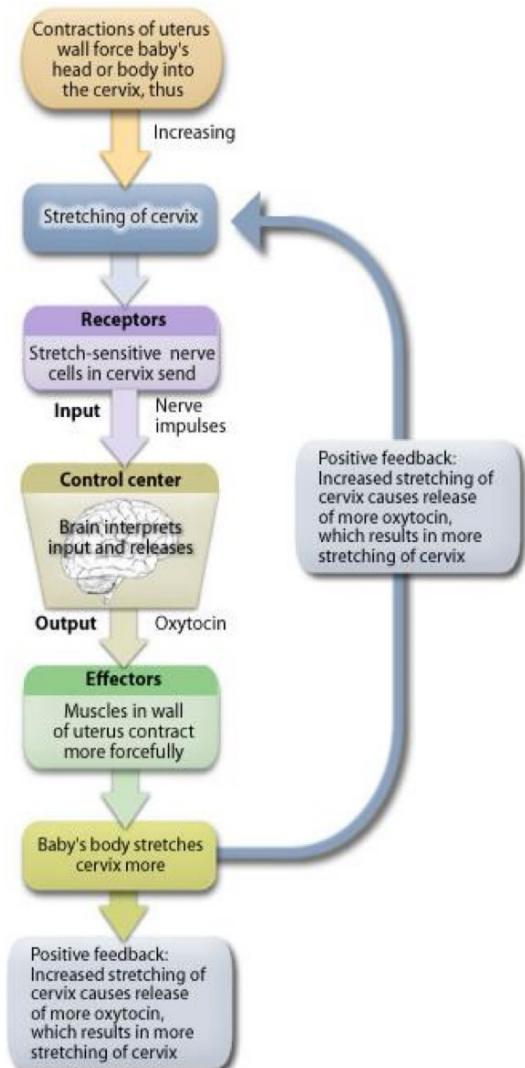 Contractions of uterus
wall force baby's
head or body into
the cervix, thus
Increasing
Stretching of cervix
Receptors
Stretch-sensitive nerve
cells in cervix send
Input
Nerve
impulses
Control center
Brain interprets
input and releases
Output
Oxytocin
Effectors
Muscles in wall
of uterus contract
more forcefully
Baby's body stretches
cervix more
Positive feedback:
Increased stretching of
cervix causes release
of more oxytocin,
which results in more
stretching of cervix
Positive feedback:
Increased stretching of
cervix causes release
of more oxytocin,
which results in more
stretching of cervix